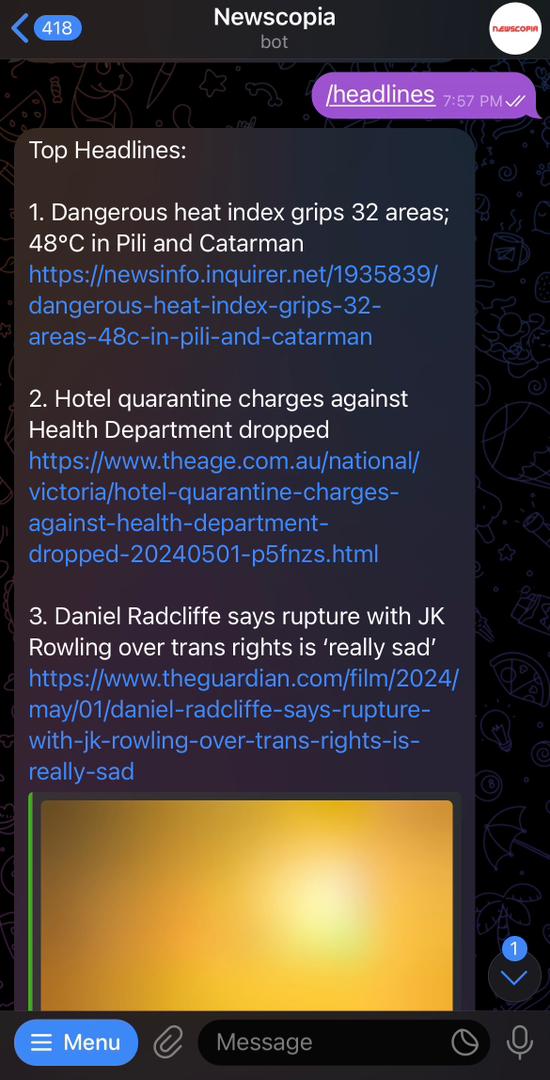 418
Newscopia
bot
NEWSCOPIA
/headlines 7:57 PM
Top Headlines:
1. Dangerous heat index grips 32 areas;
48°C in Pili and Catarman
https://newsinfo.inquirer.net/1935839/
dangerous-heat-index-grips-32-
areas-48c-in-pili-and-catarman
2. Hotel quarantine charges against
Health Department dropped
https://www.theage.com.au/national/
victoria/hotel-quarantine-charges-
against-health-department-
dropped-20240501-p5fnzs.html
3. Daniel Radcliffe says rupture with JK
Rowling over trans rights is ‘really sad’
https://www.theguardian.com/film/2024/
may/01/daniel-radcliffe-says-rupture-
with-jk-rowling-over-trans-rights-is-
really-sad
1
Menu
Message